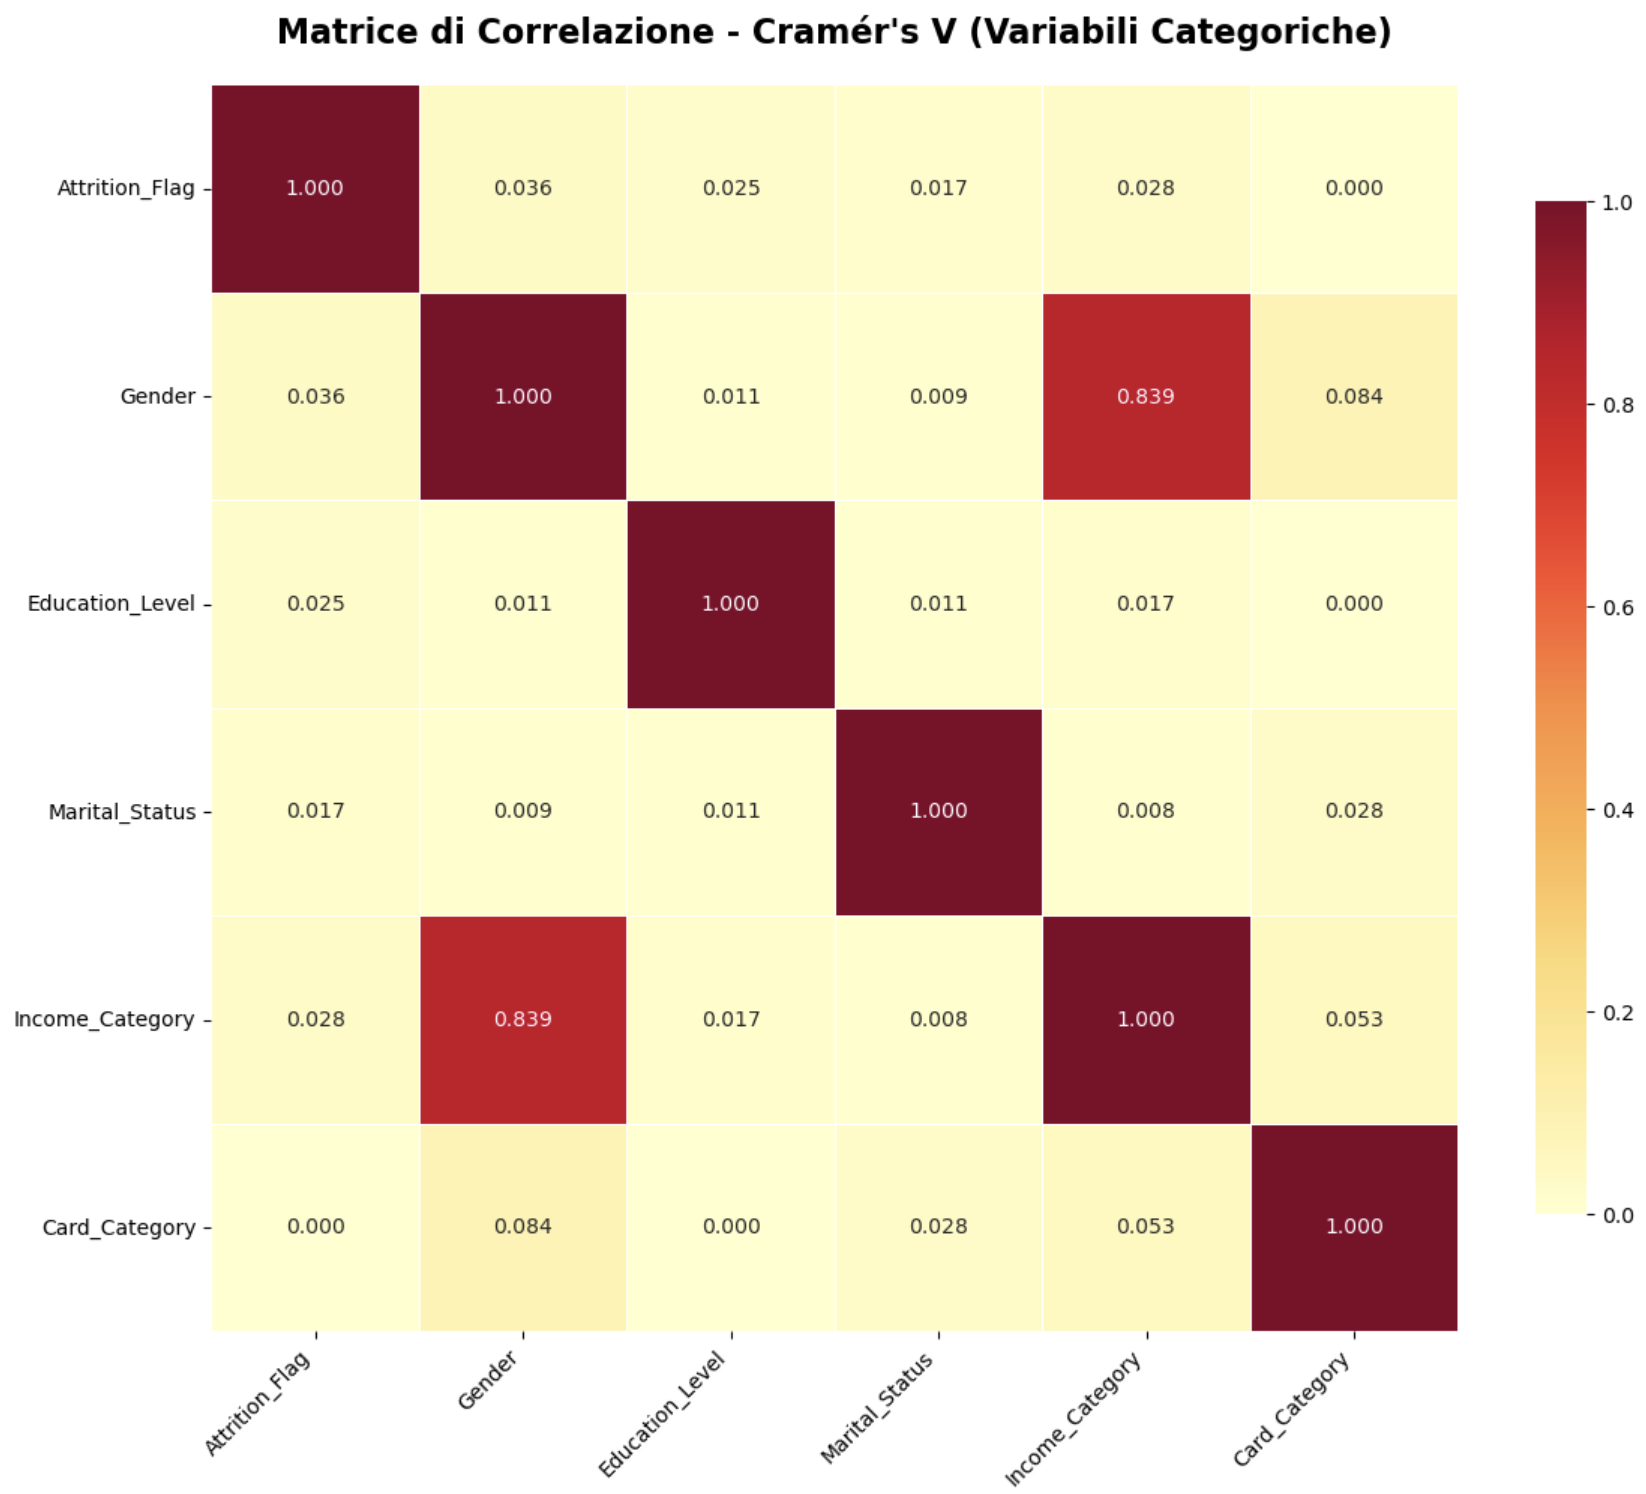 Matrice di Correlazione - Cramér's V (Variabili Categoriche)
Attrition_Flag 1.000 0.036 0.025 0.017 0.028 0.000
Gender 0.036 1.000 0.011 0.009 0.839 0.084
Education_Level 0.025 0.011 1.000 0.011 0.017 0.000
Marital_Status 0.017 0.009 0.011 1.000 0.008 0.028
Income_Category 0.028 0.839 0.017 0.008 1.000 0.053
Card_Category 0.000 0.084 0.000 0.028 0.053 1.000
Attrition_Flag Gender Education_Level Marital_Status Income_Category Card_Category
1.0
0.8
0.6
0.4
0.2
0.0